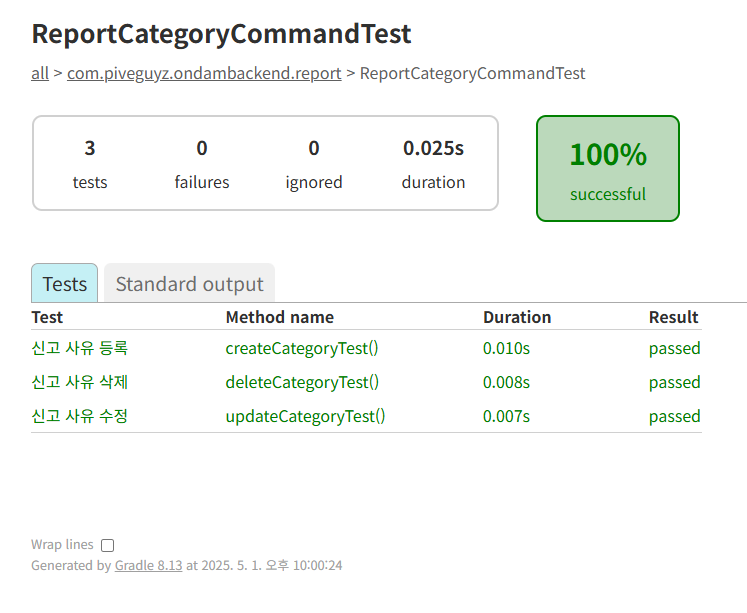 ReportCategoryCommandTest
all > com.piveguyz.ondambackend.report > ReportCategoryCommandTest
3 0 0 0.025s
tests failures ignored duration
100%
successful
Tests Standard output
Test Method name Duration Result
신고 사유 등록 createCategoryTest() 0.010s passed
신고 사유 삭제 deleteCategoryTest() 0.008s passed
신고 사유 수정 updateCategoryTest() 0.007s passed
Wrap lines
Generated by Gradle 8.13 at 2025. 5. 1. 오후 10:00:24